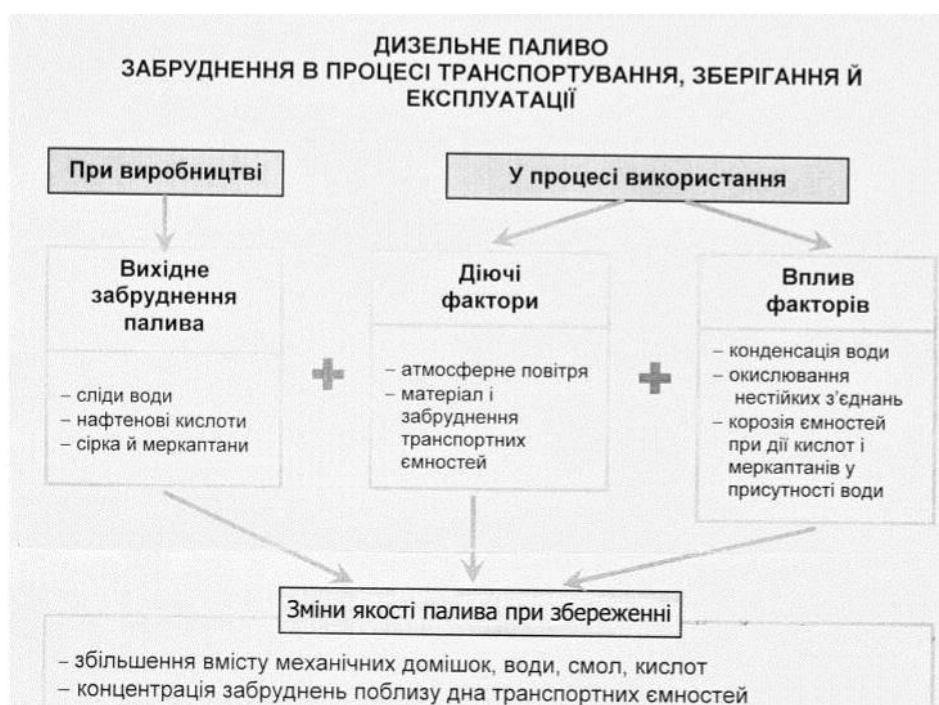 ДИЗЕЛЬНЕ ПАЛИВО
ЗАБРУДНЕННЯ В ПРОЦЕСІ ТРАНСПОРТУВАННЯ, ЗБЕРІГАННЯ Й
ЕКСПЛУАТАЦІЇ
При виробництві
У процесі використання
Вихідне
забруднення
палива
– сліди води
– нафтенові кислоти
– сірка й меркаптани
Діючі
фактори
– атмосферне повітря
– матеріал і
забруднення
транспортних
ємностей
Вплив
факторів
– конденсація води
– окислювання
нестійких з’єднань
– корозія ємностей
при дії кислот і
меркаптанів у
присутності води
Зміни якості палива при збереженні
– збільшення вмісту механічних домішок, води, смол, кислот
– концентрація забруднень поблизу дна транспортних ємностей